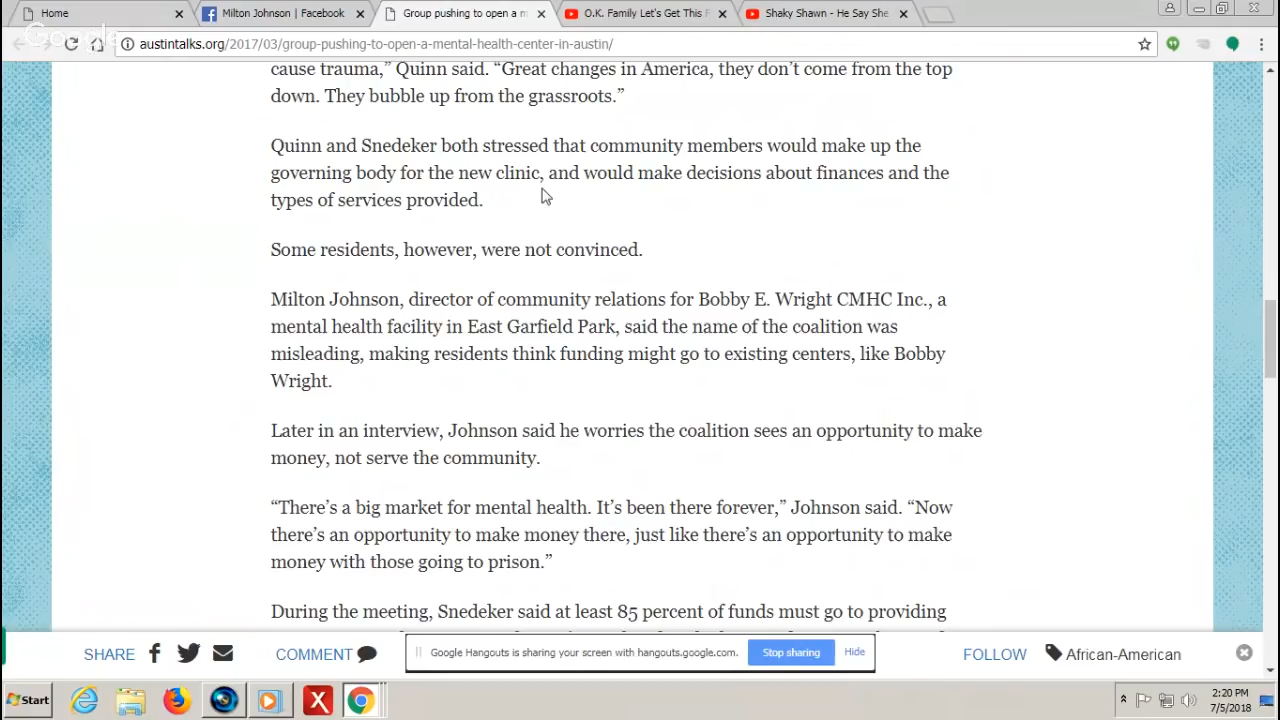 Home
Milton Johnson | Facebook
Group pushing to open a m
O.K. Family Let's Get This F
Shaky Shawn - He Say She
Google
austintalks.org/2017/03/group-pushing-to-open-a-mental-health-center-in-austin/
cause trauma,” Quinn said. “Great changes in America, they don’t come from the top
down. They bubble up from the grassroots.”
Quinn and Snedeker both stressed that community members would make up the
governing body for the new clinic, and would make decisions about finances and the
types of services provided.
Some residents, however, were not convinced.
Milton Johnson, director of community relations for Bobby E. Wright CMHC Inc., a
mental health facility in East Garfield Park, said the name of the coalition was
misleading, making residents think funding might go to existing centers, like Bobby
Wright.
Later in an interview, Johnson said he worries the coalition sees an opportunity to make
money, not serve the community.
“There’s a big market for mental health. It’s been there forever,” Johnson said. “Now
there’s an opportunity to make money there, just like there’s an opportunity to make
money with those going to prison.”
During the meeting, Snedeker said at least 85 percent of funds must go to providing
SHARE
COMMENT
Google Hangouts is sharing your screen with hangouts.google.com.
Stop sharing
Hide
FOLLOW
African-American
Start
2:20 PM
7/5/2018